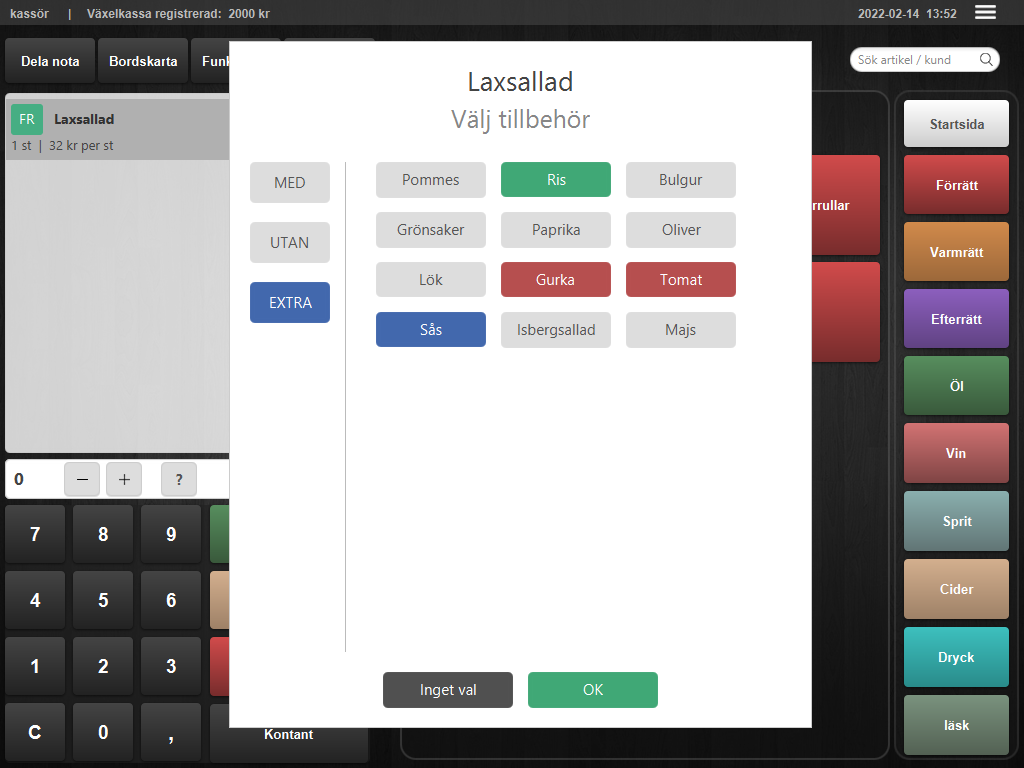 kassör | Växelkassa registrerad: 2000 kr
2022-02-14 13:52
Dela nota
Bordskarta
Sök artikel / kund
FR Laxsallad
1 st | 32 kr per st
0 − + ?
7 8 9
4 5 6
1 2 3
C 0 ,
Kontant
Laxsallad
Välj tillbehör
MED
UTAN
EXTRA
Pommes Ris Bulgur
Grönsaker Paprika Oliver
Lök Gurka Tomat
Sås Isbergsallad Majs
Inget val OK
Startsida
Förrätt
Varmrätt
Efterrätt
Öl
Vin
Sprit
Cider
Dryck
läsk